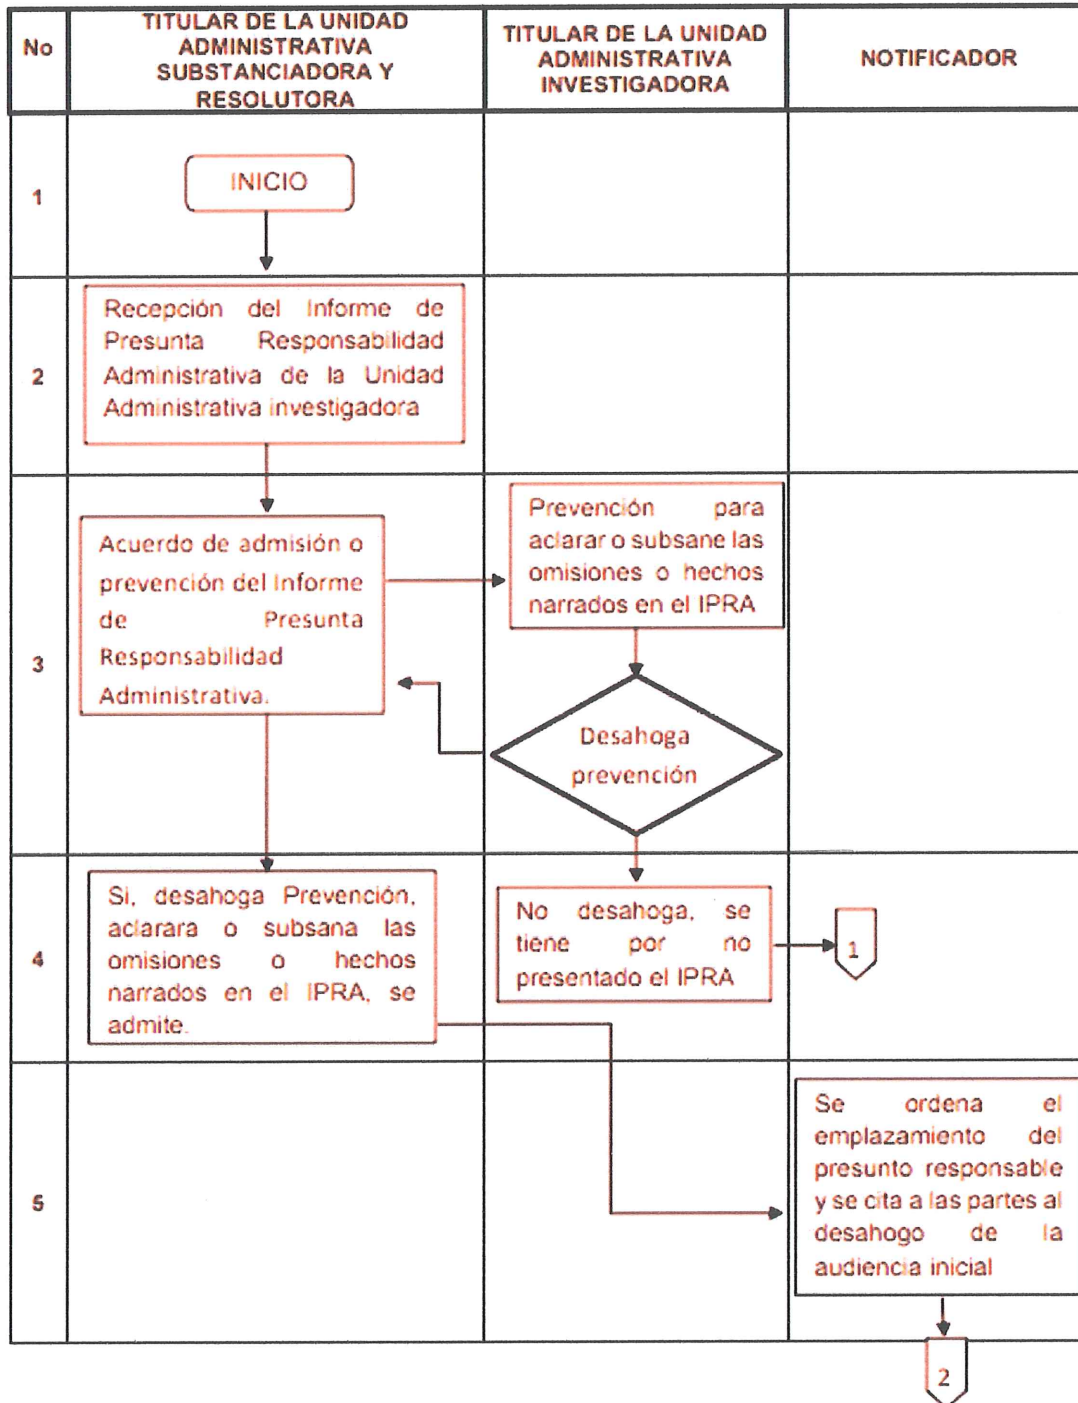 No
TITULAR DE LA UNIDAD
ADMINISTRATIVA
SUBSTANCIADORA Y
RESOLUTORA
TITULAR DE LA UNIDAD
ADMINISTRATIVA
INVESTIGADORA
NOTIFICADOR
1
INICIO
2
Recepción del Informe de
Presunta Responsabilidad
Administrativa de la Unidad
Administrativa investigadora
3
Acuerdo de admisión o
prevención del Informe
de Presunta
Responsabilidad
Administrativa.
Prevención para
aclarar o subsane las
omisiones o hechos
narrados en el IPRA
Desahoga
prevención
4
Si, desahoga Prevención,
aclarara o subsana las
omisiones o hechos
narrados en el IPRA, se
admite.
No desahoga, se
tiene por no
presentado el IPRA
1
5
Se ordena el
emplazamiento del
presunto responsable
y se cita a las partes al
desahogo de la
audiencia inicial
2